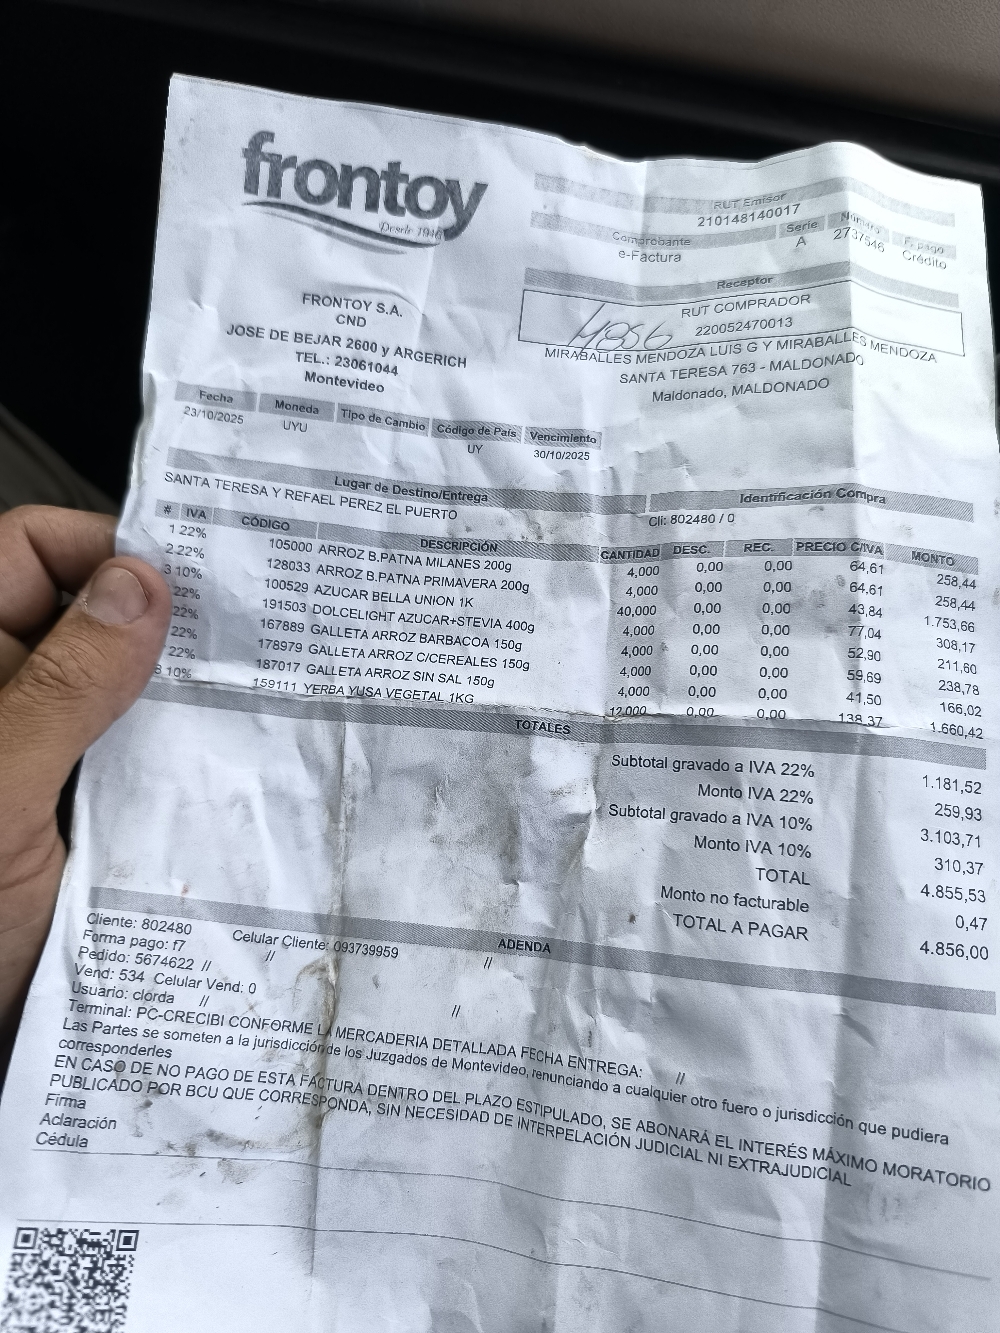 frontoy
Desde 1946
RUT Emisor
210148140017
Comprobante Serie Número F. pago
e-Factura A 2737546 Crédito
Receptor
RUT COMPRADOR
220052470013
4856
MIRABALLES MENDOZA LUIS G Y MIRABALLES MENDOZA
SANTA TERESA 763 - MALDONADO
Maldonado, MALDONADO
FRONTOY S.A.
CND
JOSE DE BEJAR 2600 y ARGERICH
TEL.: 23061044
Montevideo
Fecha Moneda Tipo de Cambio Código de País Vencimiento
23/10/2025 UYU UY 30/10/2025
Lugar de Destino/Entrega Identificación Compra
SANTA TERESA Y REFAEL PEREZ EL PUERTO Cli: 802480 / 0
# IVA CÓDIGO DESCRIPCIÓN CANTIDAD DESC. REC. PRECIO C/IVA MONTO
1 22% 105000 ARROZ B.PATNA MILANES 200g 4,000 0,00 0,00 64,61 258,44
2 22% 128033 ARROZ B.PATNA PRIMAVERA 200g 4,000 0,00 0,00 64,61 258,44
3 10% 100529 AZUCAR BELLA UNION 1K 40,000 0,00 0,00 43,84 1.753,66
22% 191503 DOLCELIGHT AZUCAR+STEVIA 400g 4,000 0,00 0,00 77,04 308,17
22% 167889 GALLETA ARROZ BARBACOA 150g 4,000 0,00 0,00 52,90 211,60
22% 178979 GALLETA ARROZ C/CEREALES 150g 4,000 0,00 0,00 59,69 238,78
22% 187017 GALLETA ARROZ SIN SAL 150g 4,000 0,00 0,00 41,50 166,02
8 10% 159111 YERBA YUSA VEGETAL 1KG 12,000 0,00 0,00 138,37 1.660,42
TOTALES
Subtotal gravado a IVA 22% 1.181,52
Monto IVA 22% 259,93
Subtotal gravado a IVA 10% 3.103,71
Monto IVA 10% 310,37
TOTAL 4.855,53
Monto no facturable 0,47
TOTAL A PAGAR 4.856,00
ADENDA
Cliente: 802480 Celular Cliente: 093739959 //
Forma pago: f7 //
Pedido: 5674622 //
Vend: 534 Celular Vend: 0 //
Usuario: clorda //
Terminal: PC-CRECIBI CONFORME LA MERCADERIA DETALLADA FECHA ENTREGA: //
Las Partes se someten a la jurisdicción de los Juzgados de Montevideo, renunciando a cualquier otro fuero o jurisdicción que pudiera
corresponderles
EN CASO DE NO PAGO DE ESTA FACTURA DENTRO DEL PLAZO ESTIPULADO, SE ABONARÁ EL INTERÉS MÁXIMO MORATORIO
PUBLICADO POR BCU QUE CORRESPONDA, SIN NECESIDAD DE INTERPELACIÓN JUDICIAL NI EXTRAJUDICIAL
Firma
Aclaración
Cédula